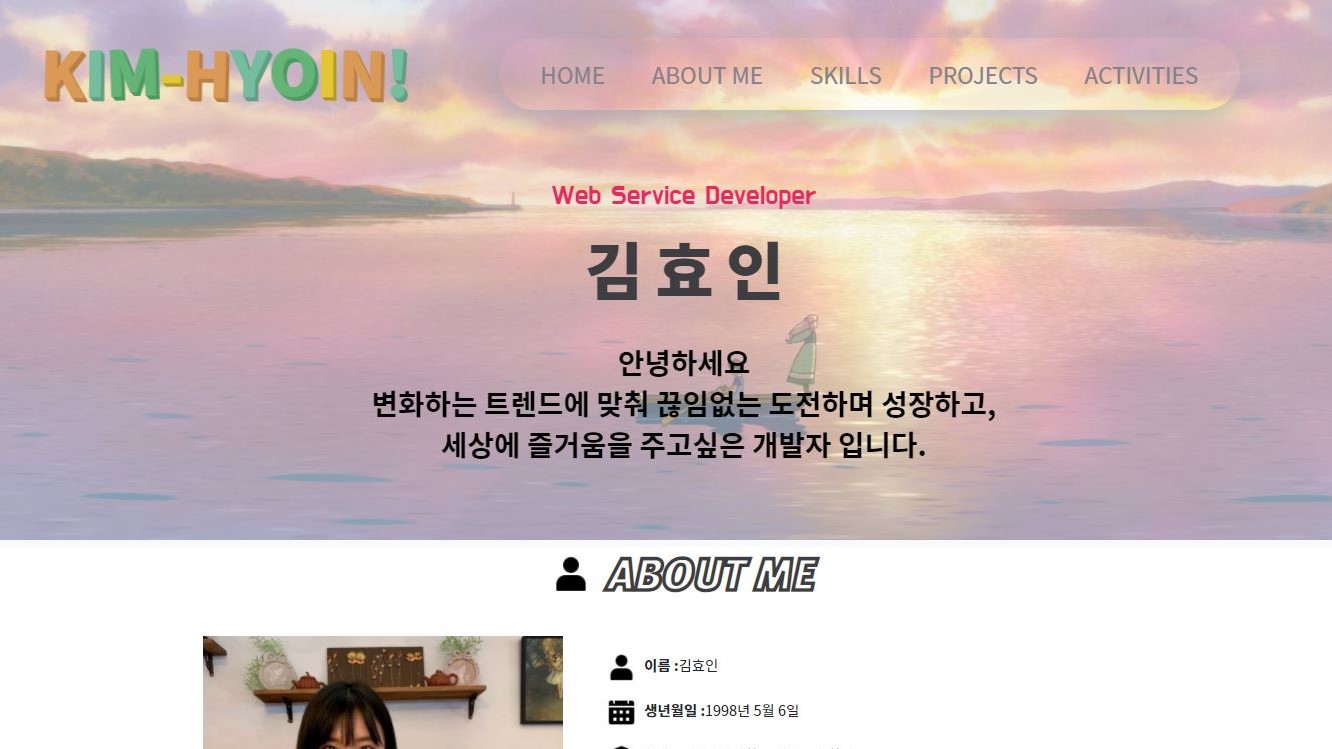 KIM-HYOIN!
HOME ABOUT ME SKILLS PROJECTS ACTIVITIES
Web Service Developer
김효인
안녕하세요
변화하는 트렌드에 맞춰 끊임없는 도전하며 성장하고,
세상에 즐거움을 주고싶은 개발자 입니다.
ABOUT ME
이름 :김효인
생년월일 :1998년 5월 6일